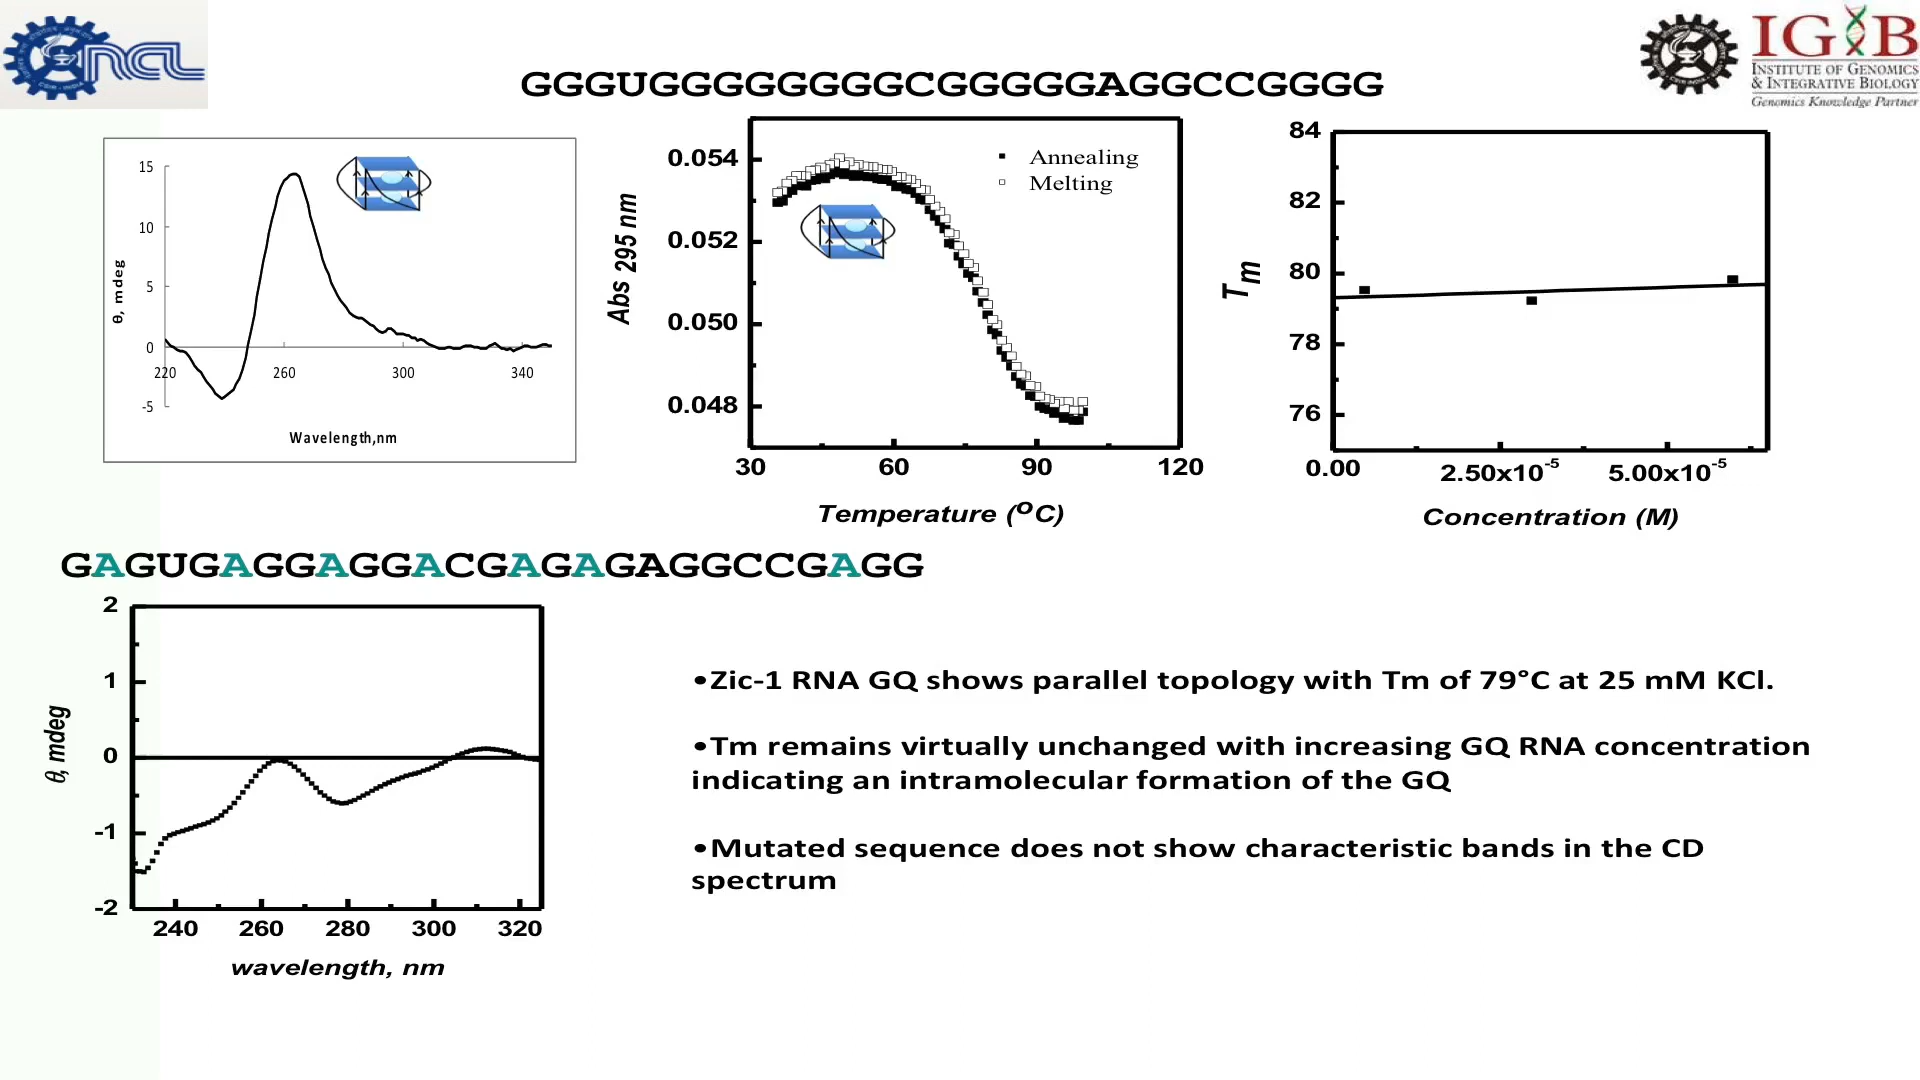 NCL
IGIB
INSTITUTE OF GENOMICS
& INTEGRATIVE BIOLOGY
Genomics Knowledge Partner
GGGUGGGGGGGGCGGGGGAGGCCGGGG
15
10
5
0
-5
220
260
300
340
θ, mdeg
Wavelength,nm
0.054
0.052
0.050
0.048
Abs 295 nm
Annealing
Melting
30
60
90
120
Temperature (oC)
84
82
80
78
76
Tm
0.00
2.50x10-5
5.00x10-5
Concentration (M)
GAGUGAGGAGGACGAGAGAGGCCGAGG
2
1
0
-1
-2
θ, mdeg
240
260
280
300
320
wavelength, nm
•Zic-1 RNA GQ shows parallel topology with Tm of 79°C at 25 mM KCl.
•Tm remains virtually unchanged with increasing GQ RNA concentration
indicating an intramolecular formation of the GQ
•Mutated sequence does not show characteristic bands in the CD
spectrum